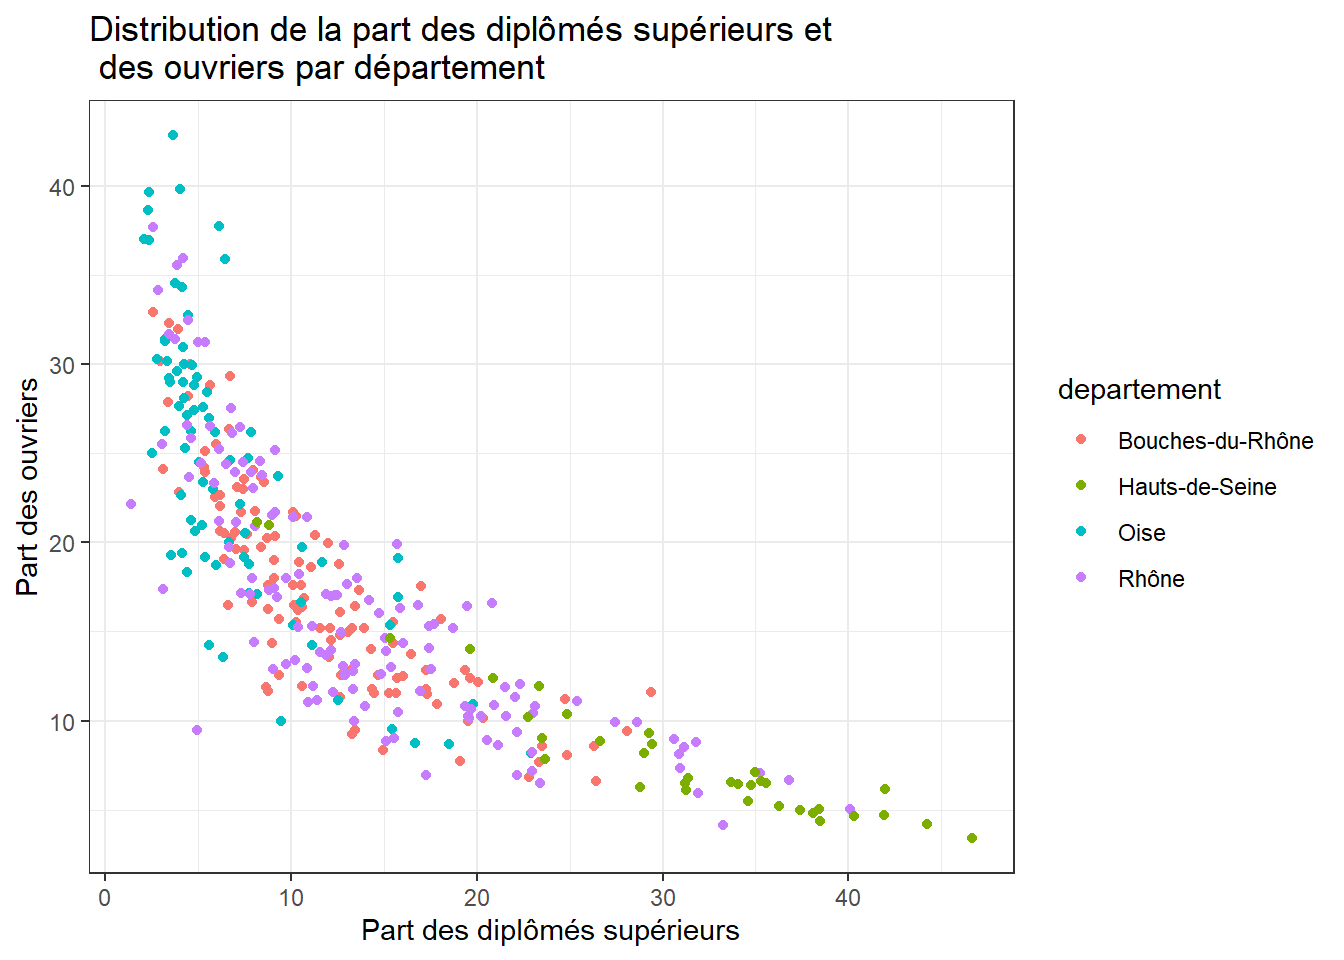 Distribution de la part des diplômés supérieurs et
des ouvriers par département
Part des ouvriers
40
30
20
10
0
10
20
30
40
Part des diplômés supérieurs
departement
Bouches-du-Rhône
Hauts-de-Seine
Oise
Rhône